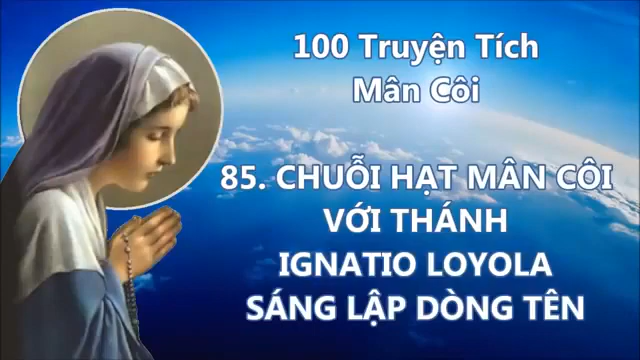 100 Truyện Tích
Mân Côi
85. CHUỖI HẠT MÂN CÔI
VỚI THÁNH
IGNATIO LOYOLA
SÁNG LẬP DÒNG TÊN